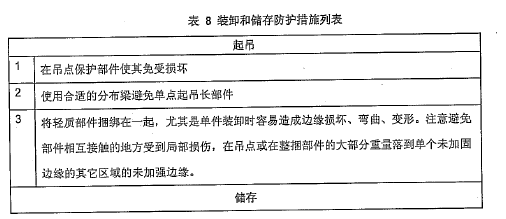 表 8 装卸和储存防护措施列表
起吊
1 在吊点保护部件使其免受损坏
2 使用合适的分布梁避免单点起吊长部件
3 将轻质部件捆绑在一起，尤其是单件装卸时容易造成边缘损坏、弯曲、变形。注意避免
部件相互接触的地方受到局部损伤，在吊点或在整捆部件的大部分重量落到单个未加固
边缘的其它区域的未加强边缘。
储存